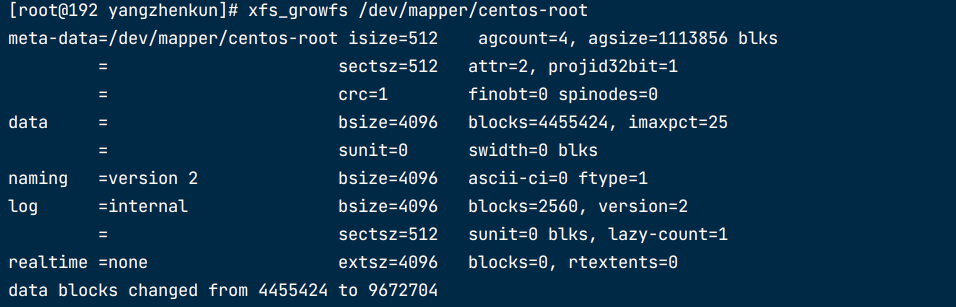 [root@192 yangzhenkun]# xfs_growfs /dev/mapper/centos-root
meta-data=/dev/mapper/centos-root isize=512    agcount=4, agsize=1113856 blks
         =                       sectsz=512   attr=2, projid32bit=1
         =                       crc=1        finobt=0 spinodes=0
data     =                       bsize=4096   blocks=4455424, imaxpct=25
         =                       sunit=0      swidth=0 blks
naming   =version 2              bsize=4096   ascii-ci=0 ftype=1
log      =internal               bsize=4096   blocks=2560, version=2
         =                       sectsz=512   sunit=0 blks, lazy-count=1
realtime =none                   extsz=4096   blocks=0, rtextents=0
data blocks changed from 4455424 to 9672704